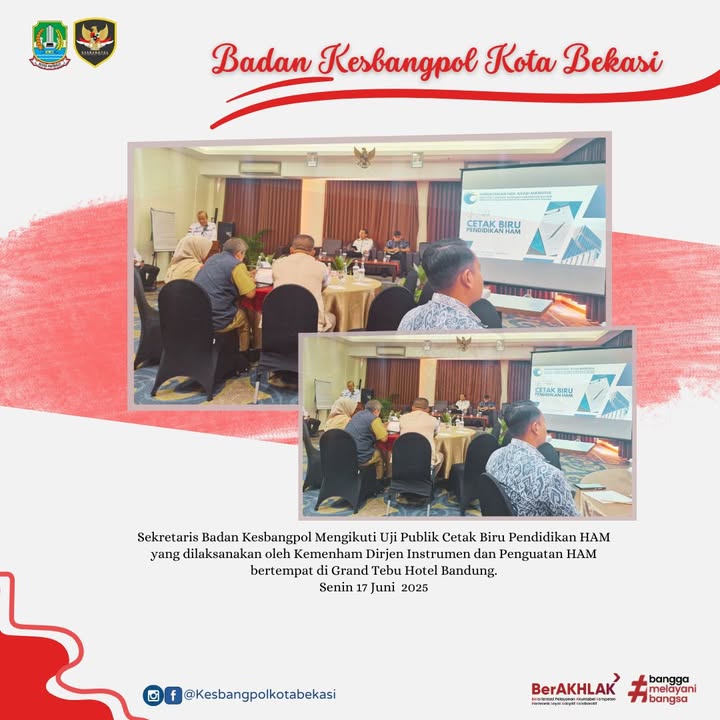 Badan Kesbangpol Kota Bekasi
CETAK BIRU
PENDIDIKAN HAM
CETAK BIRU
PENDIDIKAN HAM
Sekretaris Badan Kesbangpol Mengikuti Uji Publik Cetak Biru Pendidikan HAM
yang dilaksanakan oleh Kemenham Dirjen Instrumen dan Penguatan HAM
bertempat di Grand Tebu Hotel Bandung.
Senin 17 Juni 2025
@Kesbangpolkotabekasi
BerAKHLAK
#bangga
melayani
bangsa